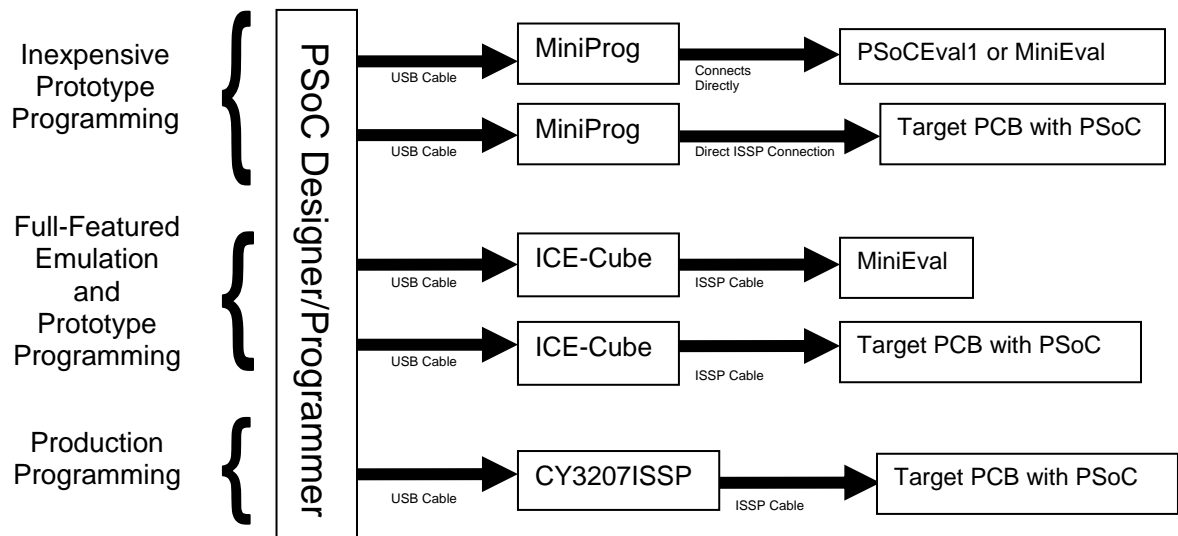 Inexpensive
Prototype
Programming
Full-Featured
Emulation
and
Prototype
Programming
Production
Programming
PSoC Designer/Programmer
USB Cable
MiniProg
Connects
Directly
PSoCEval1 or MiniEval
USB Cable
MiniProg
Direct ISSP Connection
Target PCB with PSoC
USB Cable
ICE-Cube
ISSP Cable
MiniEval
USB Cable
ICE-Cube
ISSP Cable
Target PCB with PSoC
USB Cable
CY3207ISSP
ISSP Cable
Target PCB with PSoC